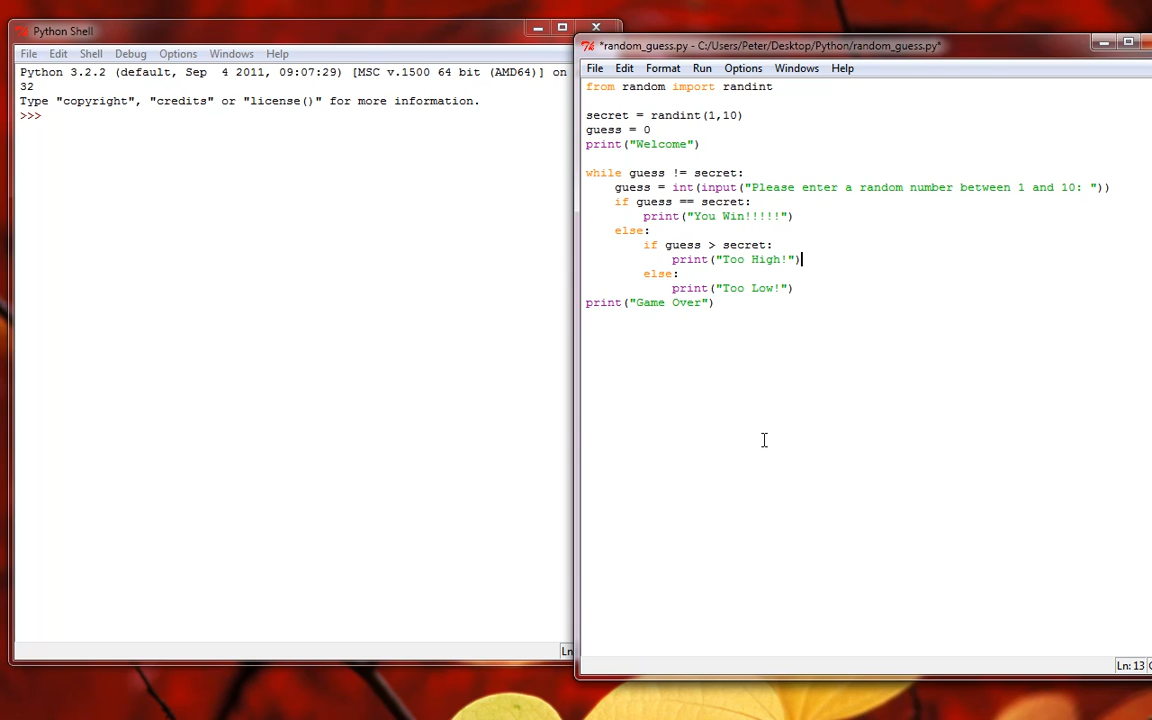 Python Shell
File Edit Shell Debug Options Windows Help
Python 3.2.2 (default, Sep  4 2011, 09:07:29) [MSC v.1500 64 bit (AMD64)] on
32
Type "copyright", "credits" or "license()" for more information.
>>>
Ln
*random_guess.py - C:/Users/Peter/Desktop/Python/random_guess.py*
File Edit Format Run Options Windows Help
from random import randint
secret = randint(1,10)
guess = 0
print("Welcome")
while guess != secret:
    guess = int(input("Please enter a random number between 1 and 10: "))
    if guess == secret:
        print("You Win!!!!!")
    else:
        if guess > secret:
            print("Too High!")
        else:
            print("Too Low!")
print("Game Over")
Ln: 13